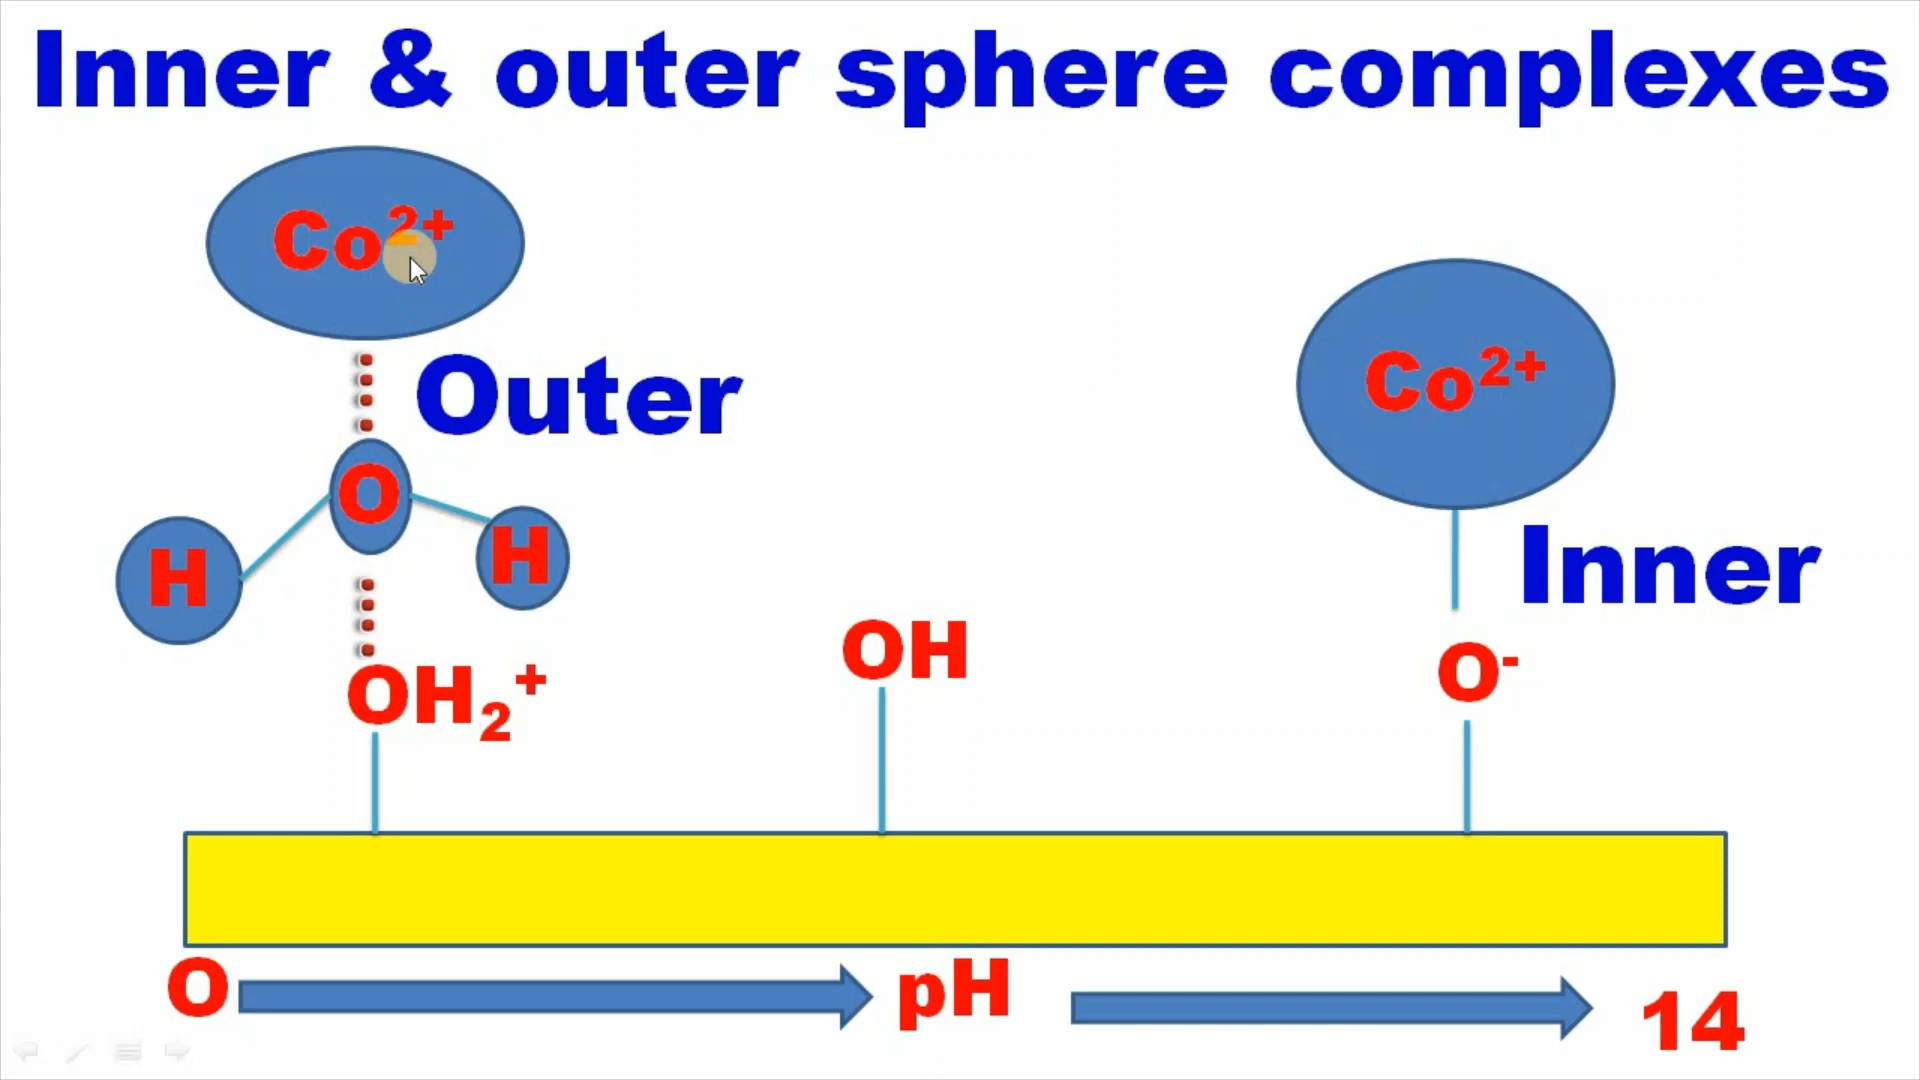 Inner & outer sphere complexes
Co²⁺
Outer
Co²⁺
O
H
H
Inner
OH₂⁺
OH
O⁻
O
pH
14